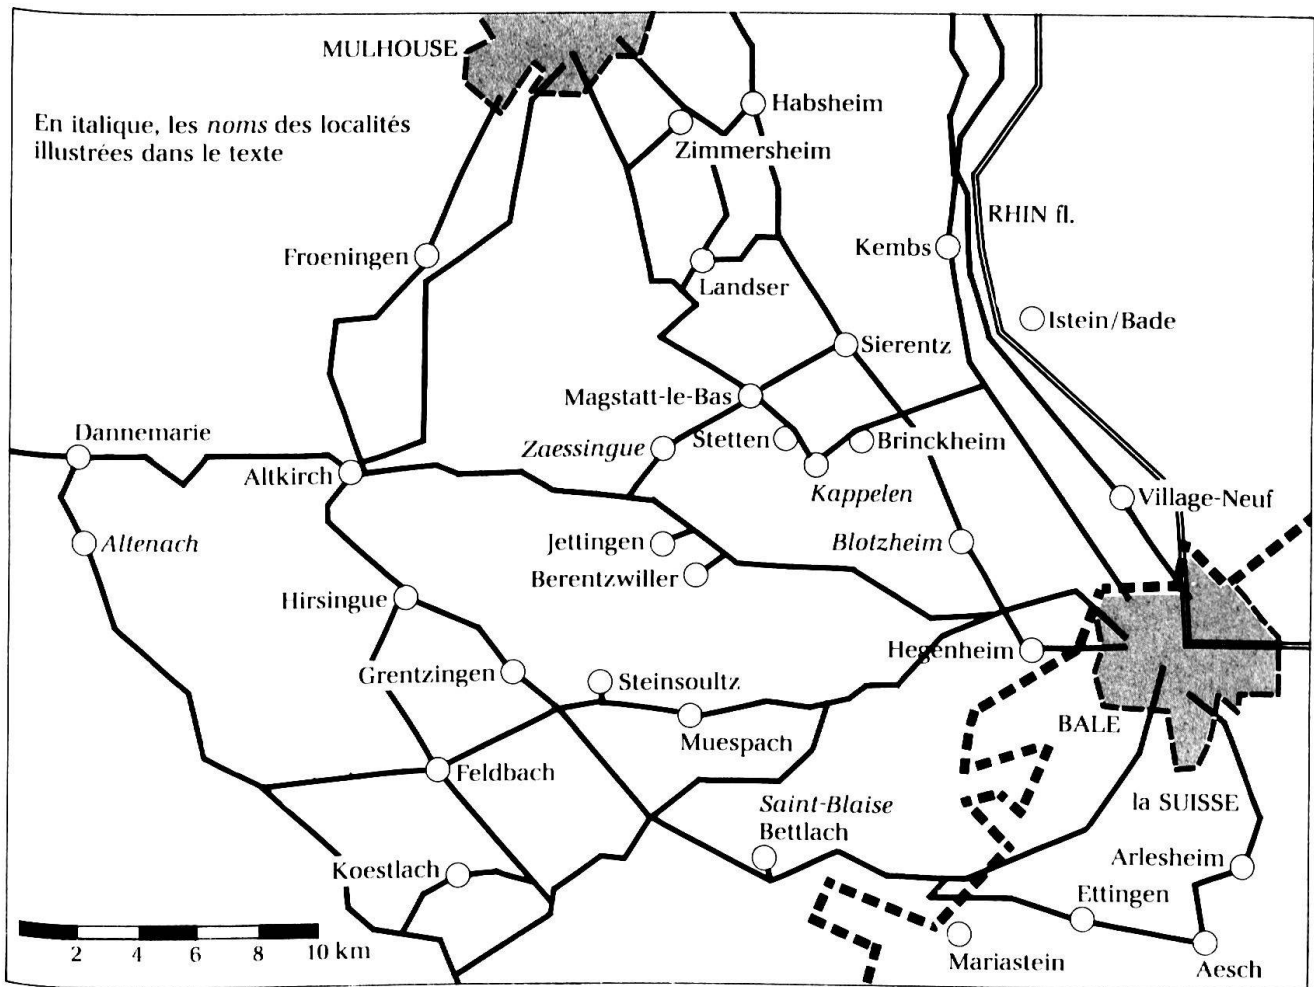 MULHOUSE
Habsheim
En italique, les noms des localités
illustrées dans le texte
Zimmersheim
RHIN fl.
Froeningen
Kembs
Landser
Istein/Bade
Sierentz
Magstatt-le-Bas
Dannemarie
Zaessingue
Stetten
Brinckheim
Altkirch
Kappelen
Village-Neuf
Altenach
Jettingen
Blotzheim
Berentzwiller
Hirsingue
Hegenheim
Grentzingen
Steinsoultz
BALE
Muespach
Feldbach
Saint-Blaise
la SUISSE
Bettlach
Koestlach
Arlesheim
Ettingen
2 4 6 8 10 km
Mariastein
Aesch